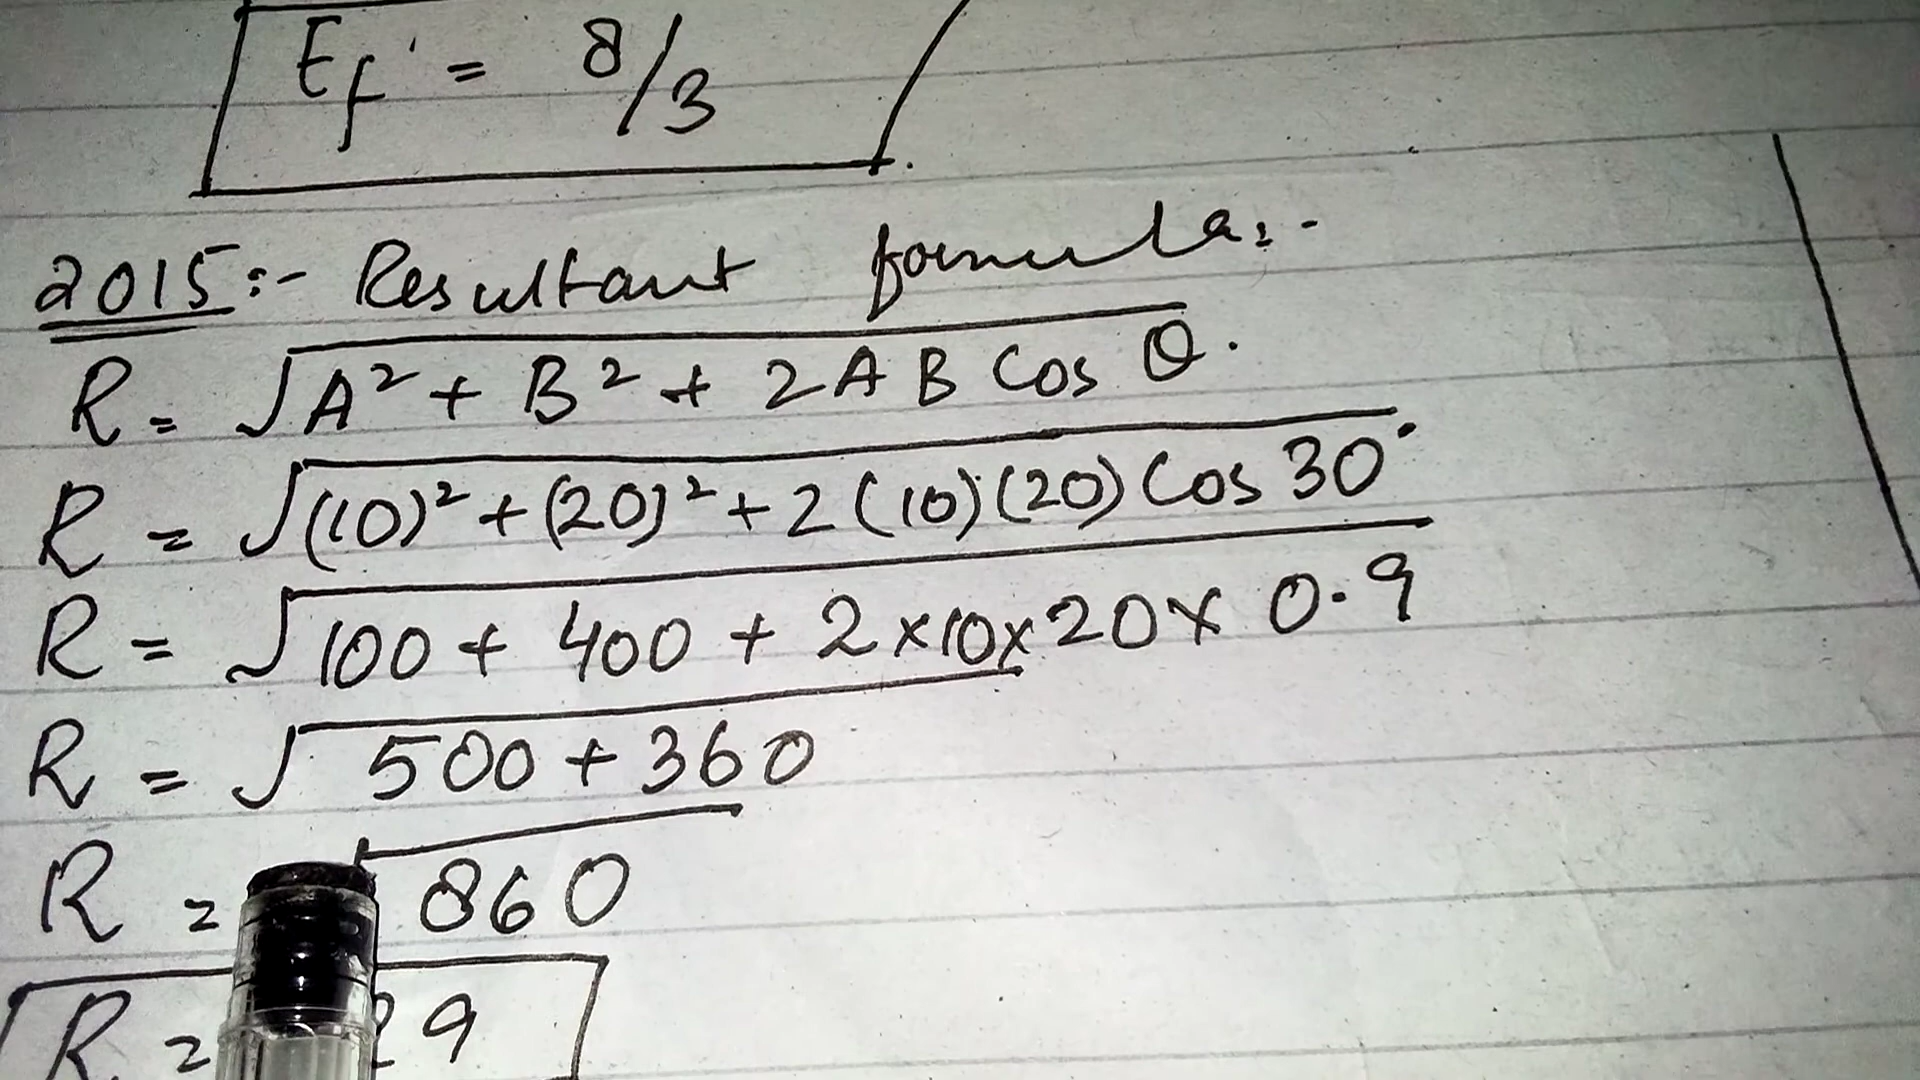 Ef' = 8/3
2015:- Resultant formula:-
R = √A² + B² + 2AB Cos θ.
R = √(10)² + (20)² + 2(10)(20) Cos 30°
R = √100 + 400 + 2×10×20× 0.9
R = √500 + 360
R = 860
R = 29